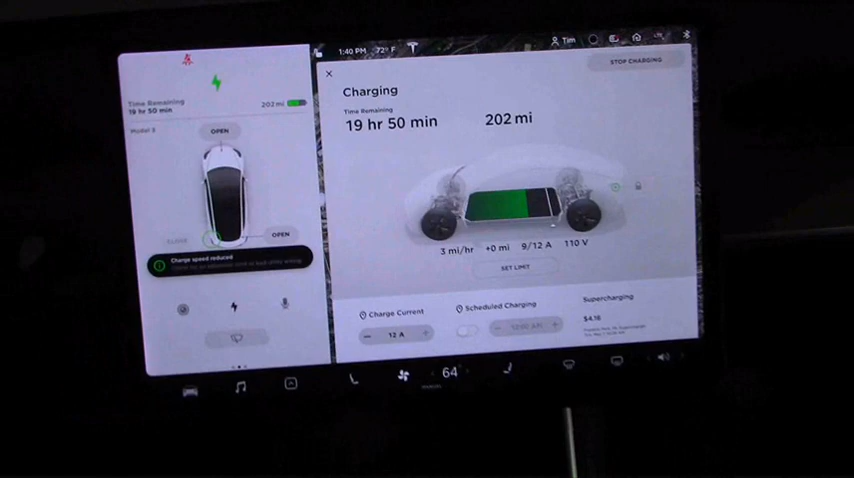 1:40 PM 72° F
Tim
Time Remaining
19 hr 50 min
202 mi
Model 3
OPEN
OPEN
Charge speed reduced
STOP CHARGING
Charging
Time Remaining
19 hr 50 min
202 mi
3 mi/hr +0 mi 9/12 A 110 V
SET LIMIT
Charge Current
− 12 A +
Scheduled Charging
Supercharging
$4.16
64